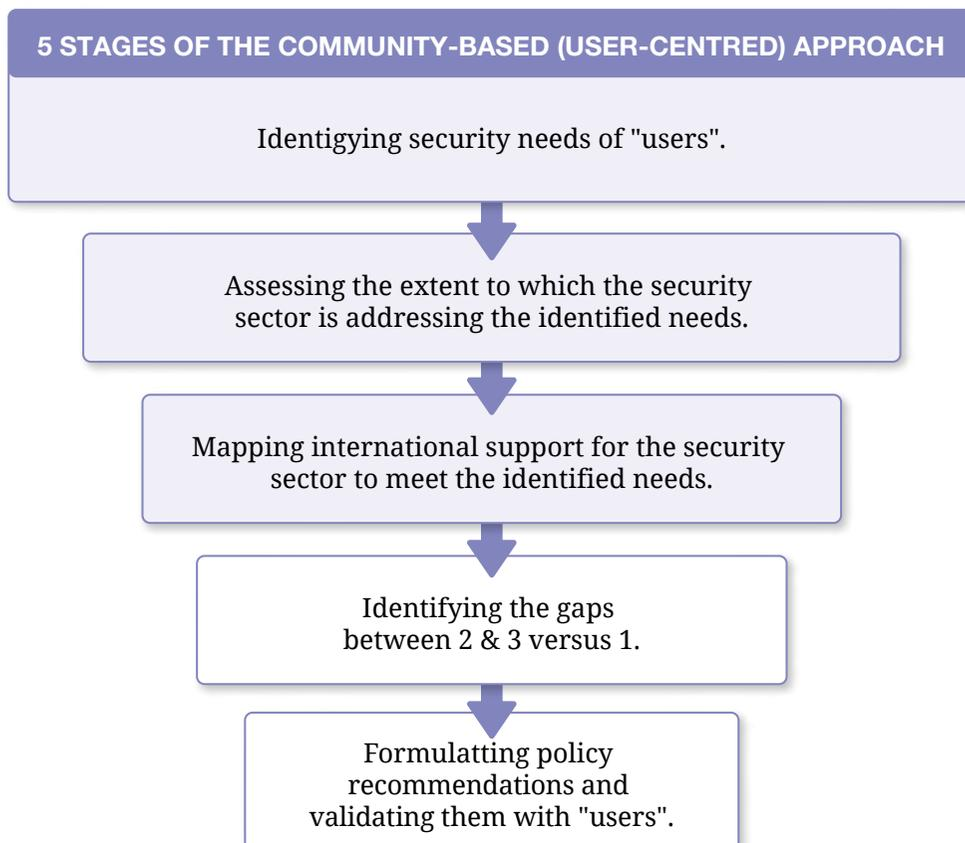 5 STAGES OF THE COMMUNITY-BASED (USER-CENTRED) APPROACH
Identigying security needs of "users".
Assessing the extent to which the security
sector is addressing the identified needs.
Mapping international support for the security
sector to meet the identified needs.
Identifying the gaps
between 2 & 3 versus 1.
Formulatting policy
recommendations and
validating them with "users".